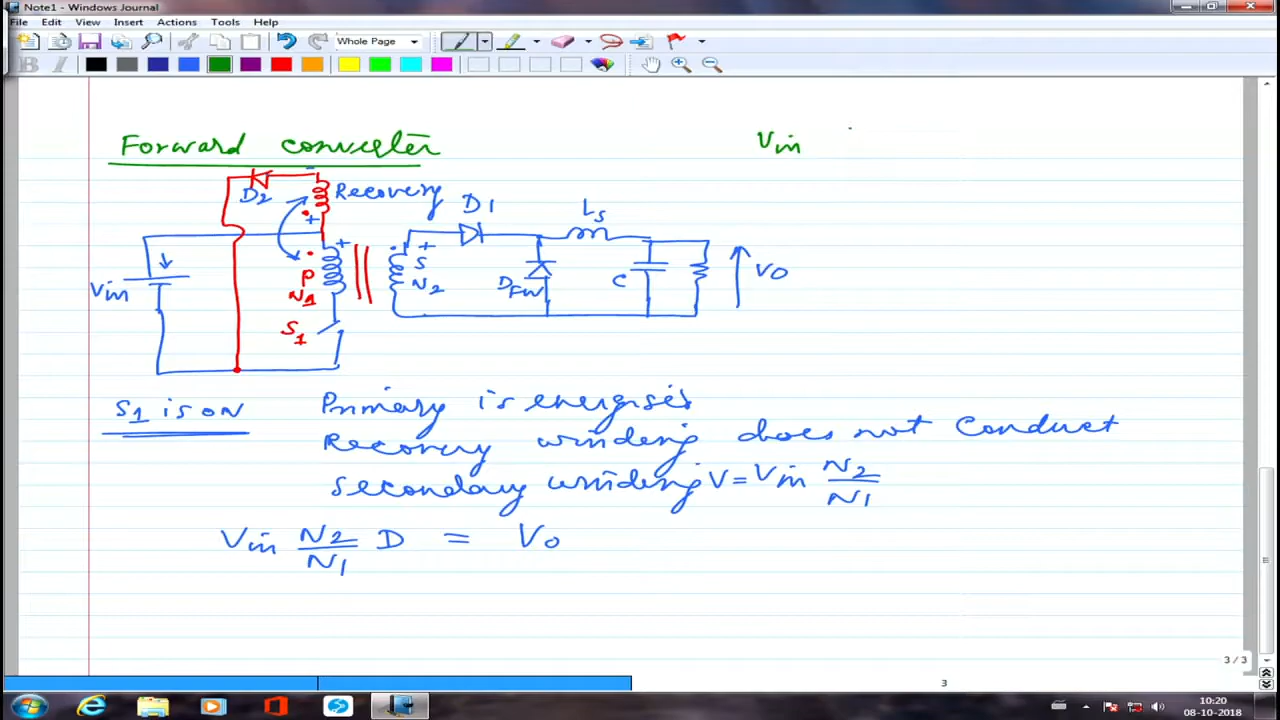 Note1 - Windows Journal
File Edit View Insert Actions Tools Help
Whole Page
B I
Forward converter
Vin
D2
Recovery
D1
Ls
+
+
+
Vin
P
N1
S
N2
DFW
C
Vo
S1
S1 is on
Primary is energises
Recovery winding does not conduct
Secondary winding V = Vin N2/N1
Vin N2/N1 D = Vo
3 / 3
3
10:20
08-10-2018